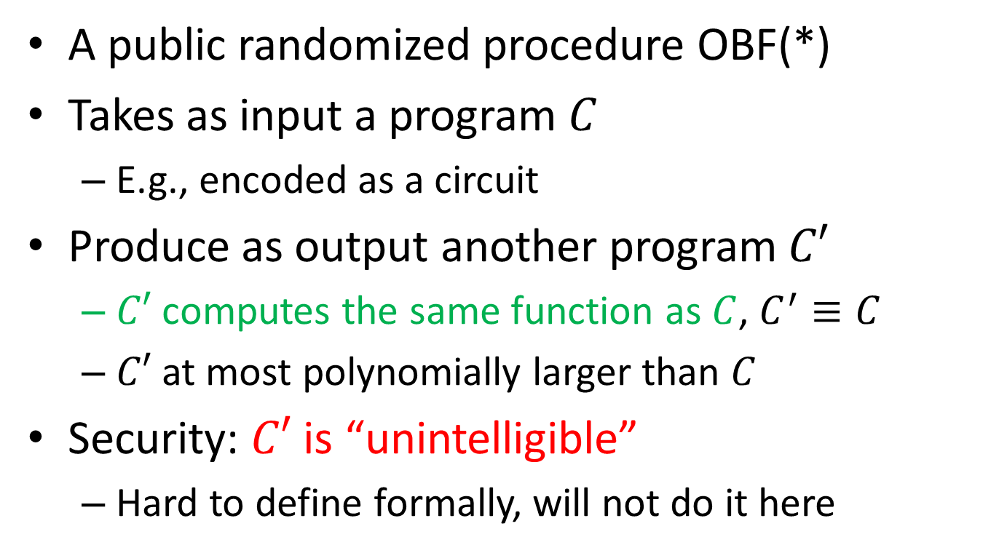 • A public randomized procedure OBF(*)
• Takes as input a program 𝐶
– E.g., encoded as a circuit
• Produce as output another program 𝐶′
– 𝐶′ computes the same function as 𝐶, 𝐶′ ≡ 𝐶
– 𝐶′ at most polynomially larger than 𝐶
• Security: 𝐶′ is “unintelligible”
– Hard to define formally, will not do it here